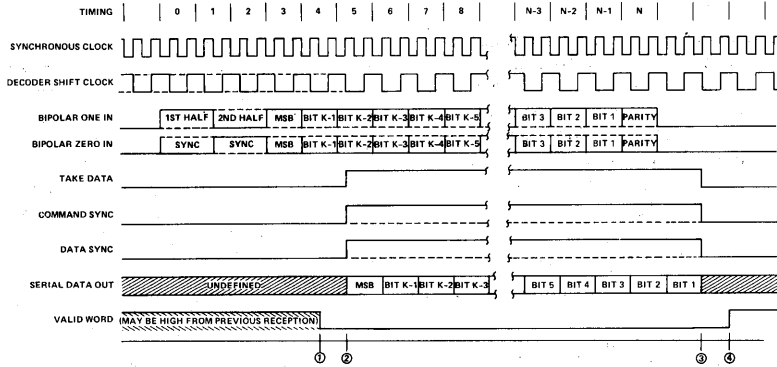 TIMING 0 1 2 3 4 5 6 7 8 N-3 N-2 N-1 N
SYNCHRONOUS CLOCK
DECODER SHIFT CLOCK
BIPOLAR ONE IN 1ST HALF 2ND HALF MSB BIT K-1 BIT K-2 BIT K-3 BIT K-4 BIT K-5 BIT 3 BIT 2 BIT 1 PARITY
BIPOLAR ZERO IN SYNC SYNC MSB BIT K-1 BIT K-2 BIT K-3 BIT K-4 BIT K-5 BIT 3 BIT 2 BIT 1 PARITY
TAKE DATA
COMMAND SYNC
DATA SYNC
SERIAL DATA OUT UNDEFINED MSB BIT K-1 BIT K-2 BIT K-3 BIT 5 BIT 4 BIT 3 BIT 2 BIT 1
VALID WORD (MAY BE HIGH FROM PREVIOUS RECEPTION)
① ② ③ ④